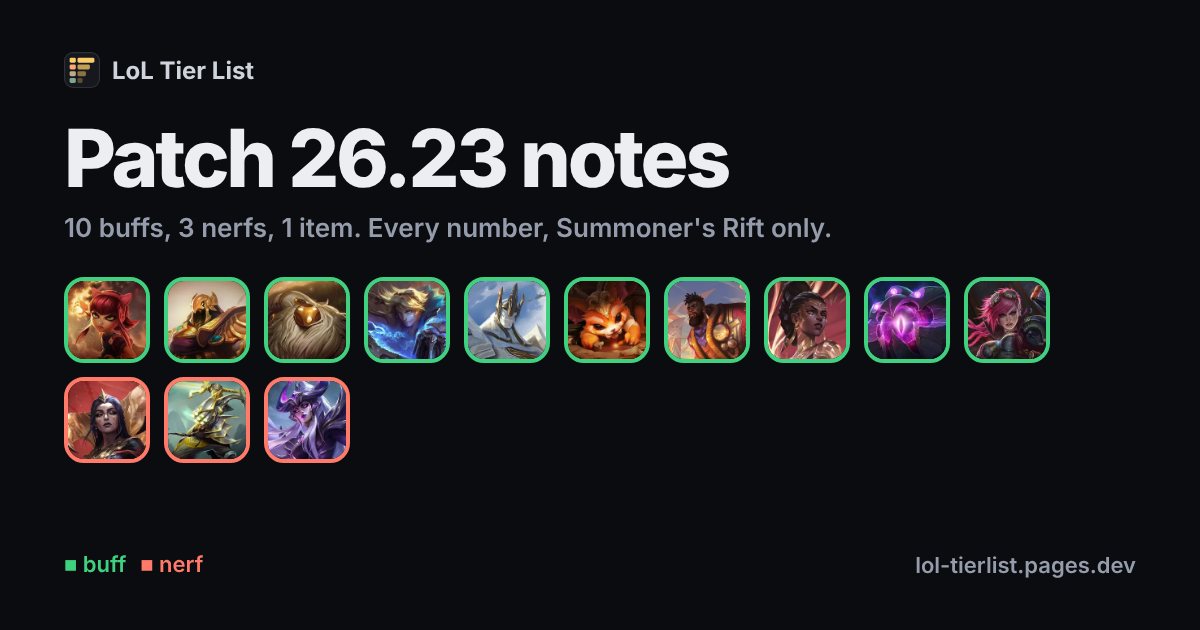 LoL Tier List
Patch 26.23 notes
10 buffs, 3 nerfs, 1 item. Every number, Summoner's Rift only.
buff nerf
lol-tierlist.pages.dev